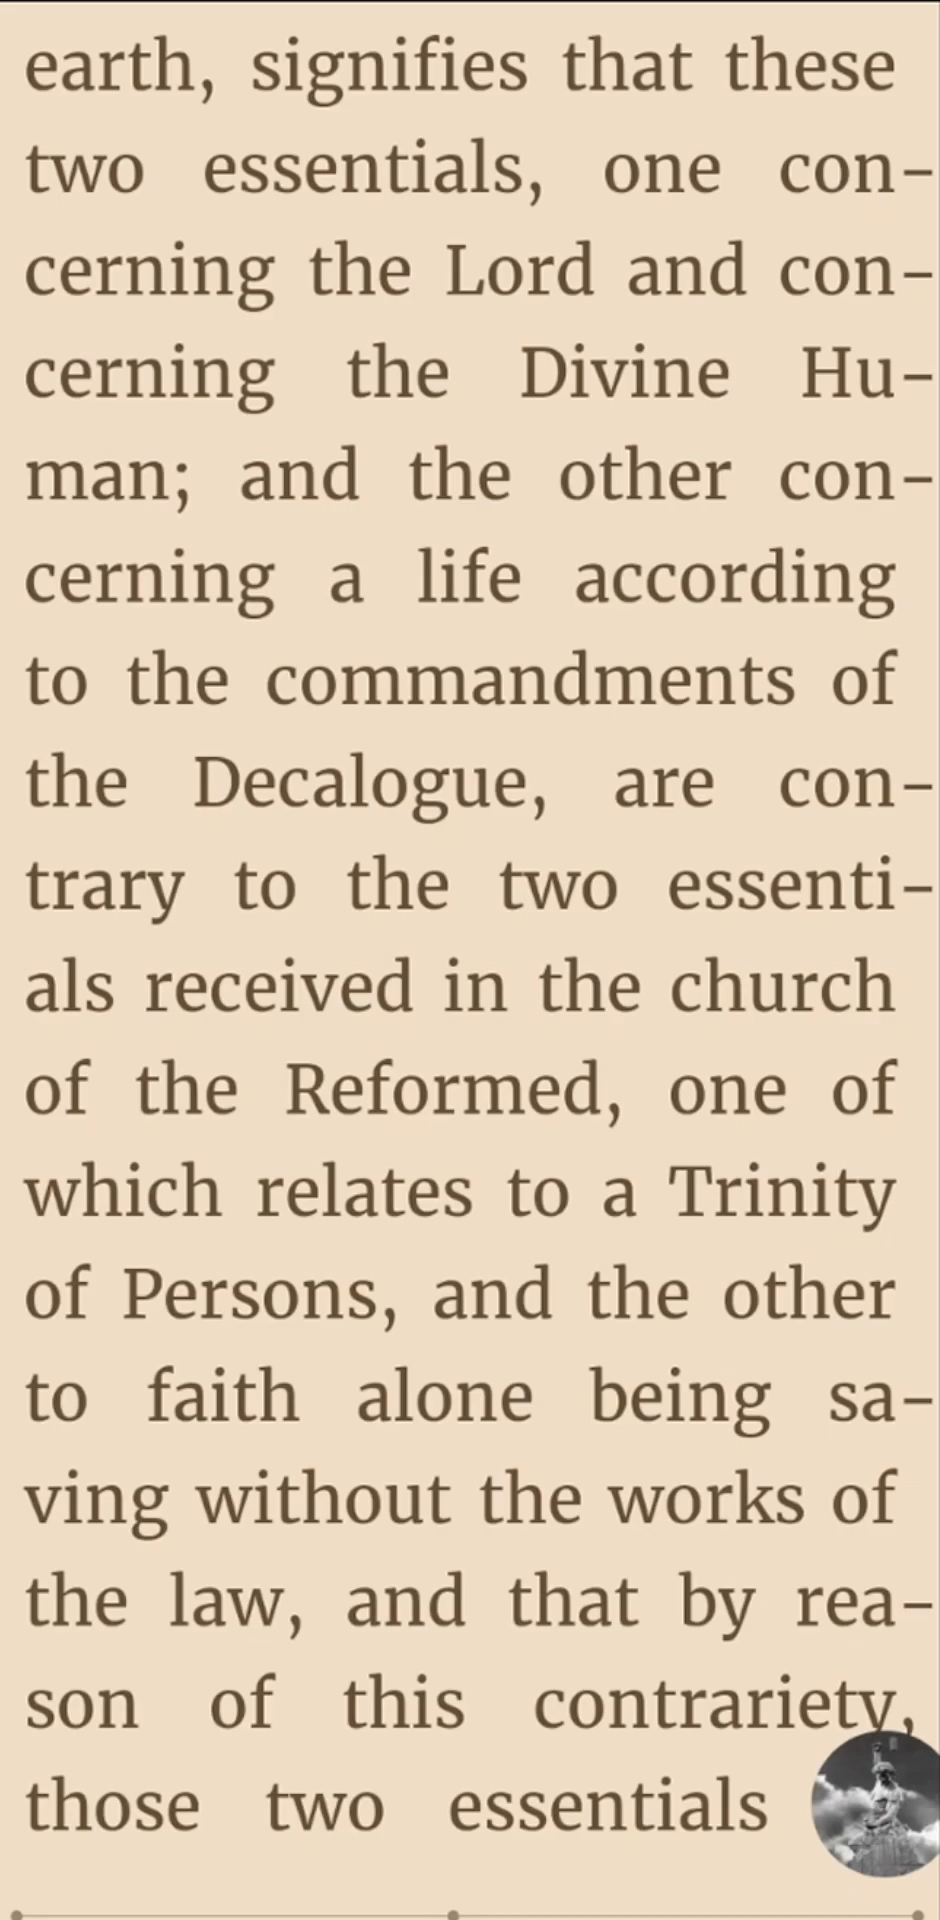 earth, signifies that these
two essentials, one con-
cerning the Lord and con-
cerning the Divine Hu-
man; and the other con-
cerning a life according
to the commandments of
the Decalogue, are con-
trary to the two essenti-
als received in the church
of the Reformed, one of
which relates to a Trinity
of Persons, and the other
to faith alone being sa-
ving without the works of
the law, and that by rea-
son of this contrariety,
those two essentials